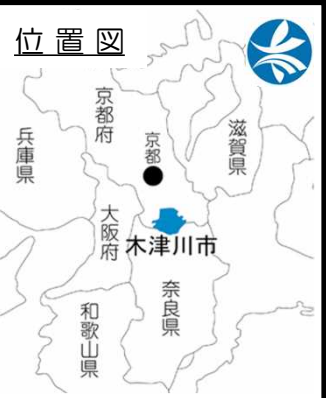 位置図
京都府
兵庫県
京都
滋賀県
大阪府
木津川市
奈良県
和歌山県